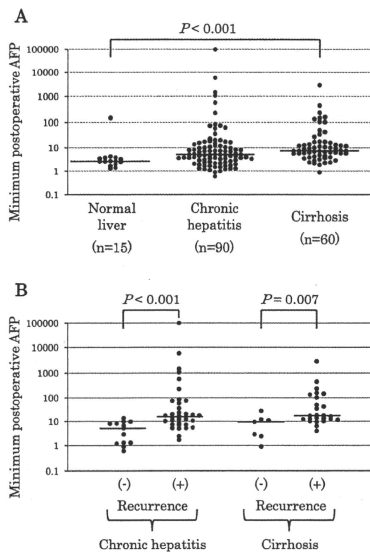 A
P< 0.001
Minimum postoperative AFP
100000
10000
1000
100
10
1
0.1
Normal liver
(n=15)
Chronic hepatitis
(n=90)
Cirrhosis
(n=60)
B
P< 0.001
P= 0.007
Minimum postoperative AFP
100000
10000
1000
100
10
1
0.1
(-)
(+)
(-)
(+)
Recurrence
Recurrence
Chronic hepatitis
Cirrhosis